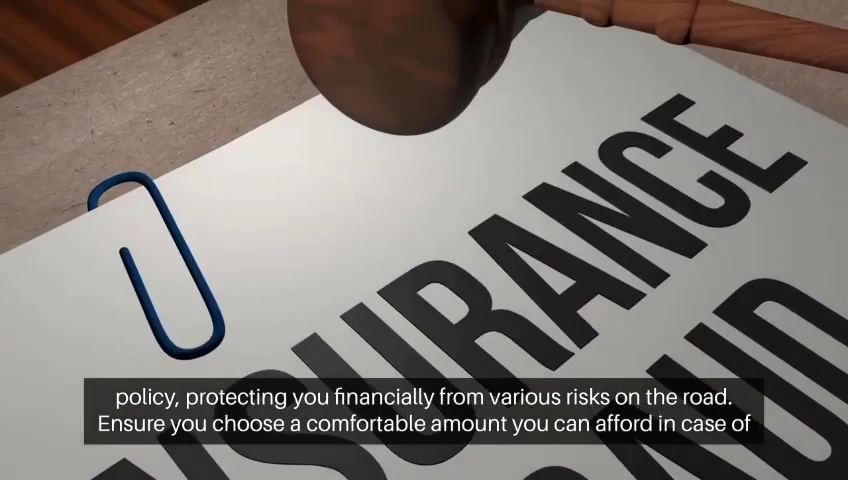 INSURANCE
RAUD
policy, protecting you financially from various risks on the road.
Ensure you choose a comfortable amount you can afford in case of